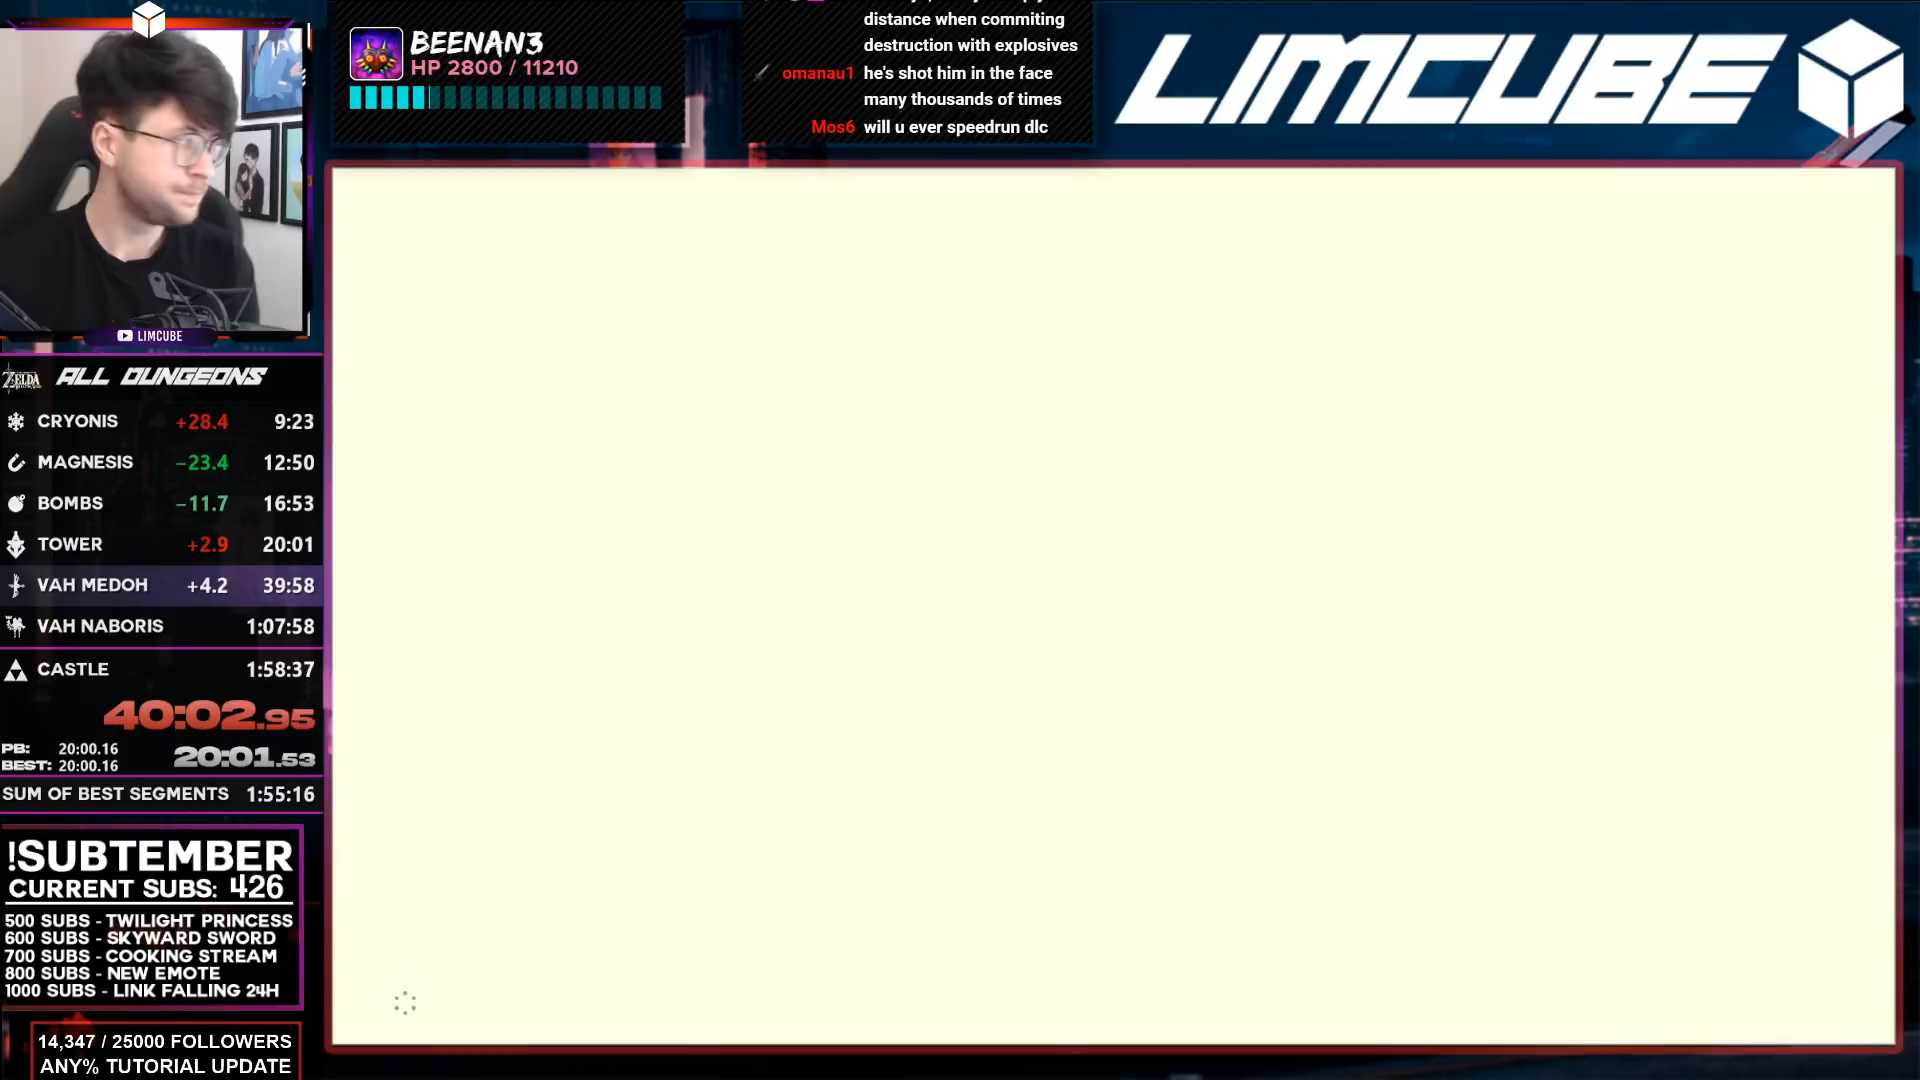 BEENAN3
HP 2800 / 11210
distance when commiting
destruction with explosives
omanau1 he's shot him in the face
many thousands of times
Mos6 will u ever speedrun dlc
LIMCUBE
LIMCUBE
ZELDA
ALL DUNGEONS
CRYONIS +28.4 9:23
MAGNESIS −23.4 12:50
BOMBS −11.7 16:53
TOWER +2.9 20:01
VAH MEDOH +4.2 39:58
VAH NABORIS 1:07:58
CASTLE 1:58:37
40:02.95
PB: 20:00.16
BEST: 20:00.16
20:01.53
SUM OF BEST SEGMENTS 1:55:16
!SUBTEMBER
CURRENT SUBS: 426
500 SUBS - TWILIGHT PRINCESS
600 SUBS - SKYWARD SWORD
700 SUBS - COOKING STREAM
800 SUBS - NEW EMOTE
1000 SUBS - LINK FALLING 24H
14,347 / 25000 FOLLOWERS
ANY% TUTORIAL UPDATE